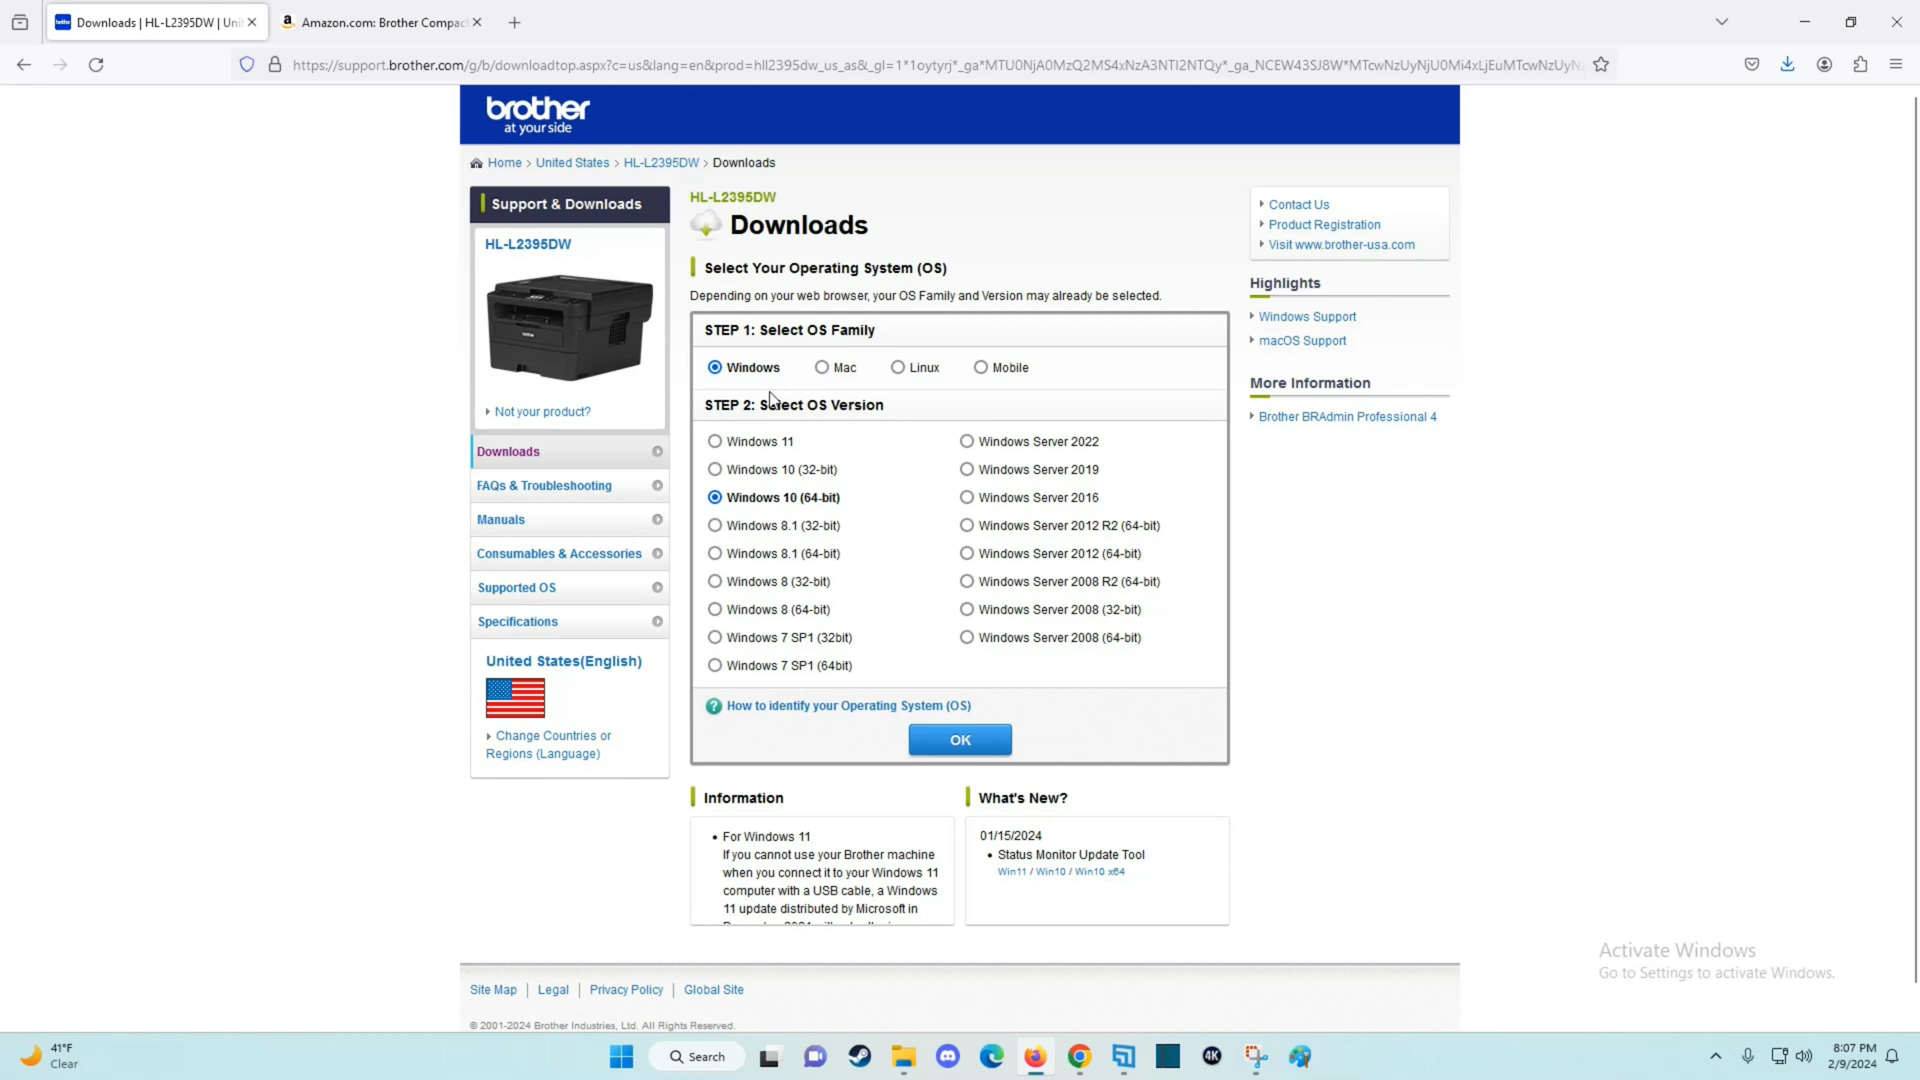 Downloads | HL-L2395DW | Uni
Amazon.com: Brother Compac
https://support.brother.com/g/b/downloadtop.aspx?c=us&lang=en&prod=hll2395dw_us_as&_gl=1*1oytyrj*_ga*MTU0NjA0MzQ2MS4xNzA3NTI2NTQy*_ga_NCEW43SJ8W*MTcwNzUyNjU0Mi4xLjEuMTcwNzUyN
brother
at your side
Home > United States > HL-L2395DW > Downloads
Support & Downloads
HL-L2395DW
Not your product?
Downloads
FAQs & Troubleshooting
Manuals
Consumables & Accessories
Supported OS
Specifications
United States(English)
Change Countries or
Regions (Language)
HL-L2395DW
Downloads
Select Your Operating System (OS)
Depending on your web browser, your OS Family and Version may already be selected.
STEP 1: Select OS Family
Windows Mac Linux Mobile
STEP 2: Select OS Version
Windows 11
Windows 10 (32-bit)
Windows 10 (64-bit)
Windows 8.1 (32-bit)
Windows 8.1 (64-bit)
Windows 8 (32-bit)
Windows 8 (64-bit)
Windows 7 SP1 (32bit)
Windows 7 SP1 (64bit)
Windows Server 2022
Windows Server 2019
Windows Server 2016
Windows Server 2012 R2 (64-bit)
Windows Server 2012 (64-bit)
Windows Server 2008 R2 (64-bit)
Windows Server 2008 (32-bit)
Windows Server 2008 (64-bit)
How to identify your Operating System (OS)
OK
Information
• For Windows 11
If you cannot use your Brother machine
when you connect it to your Windows 11
computer with a USB cable, a Windows
11 update distributed by Microsoft in
What's New?
01/15/2024
• Status Monitor Update Tool
Win11 / Win10 / Win10 x64
Contact Us
Product Registration
Visit www.brother-usa.com
Highlights
Windows Support
macOS Support
More Information
Brother BRAdmin Professional 4
Site Map | Legal | Privacy Policy | Global Site
© 2001-2024 Brother Industries, Ltd. All Rights Reserved.
Activate Windows
Go to Settings to activate Windows.
41°F
Clear
Search
4K
8:07 PM
2/9/2024